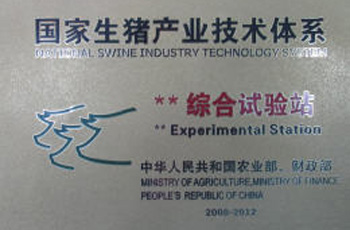 国家生猪产业技术体系
NATIONAL SWINE INDUSTRY TECHNOLOGY SYSTEM
** 综合试验站
** Experimental Station
中华人民共和国农业部、财政部
MINISTRY OF AGRICULTURE,MINISTRY OF FINANCE
PEOPLE'S REPUBLIC OF CHINA
2008-2012